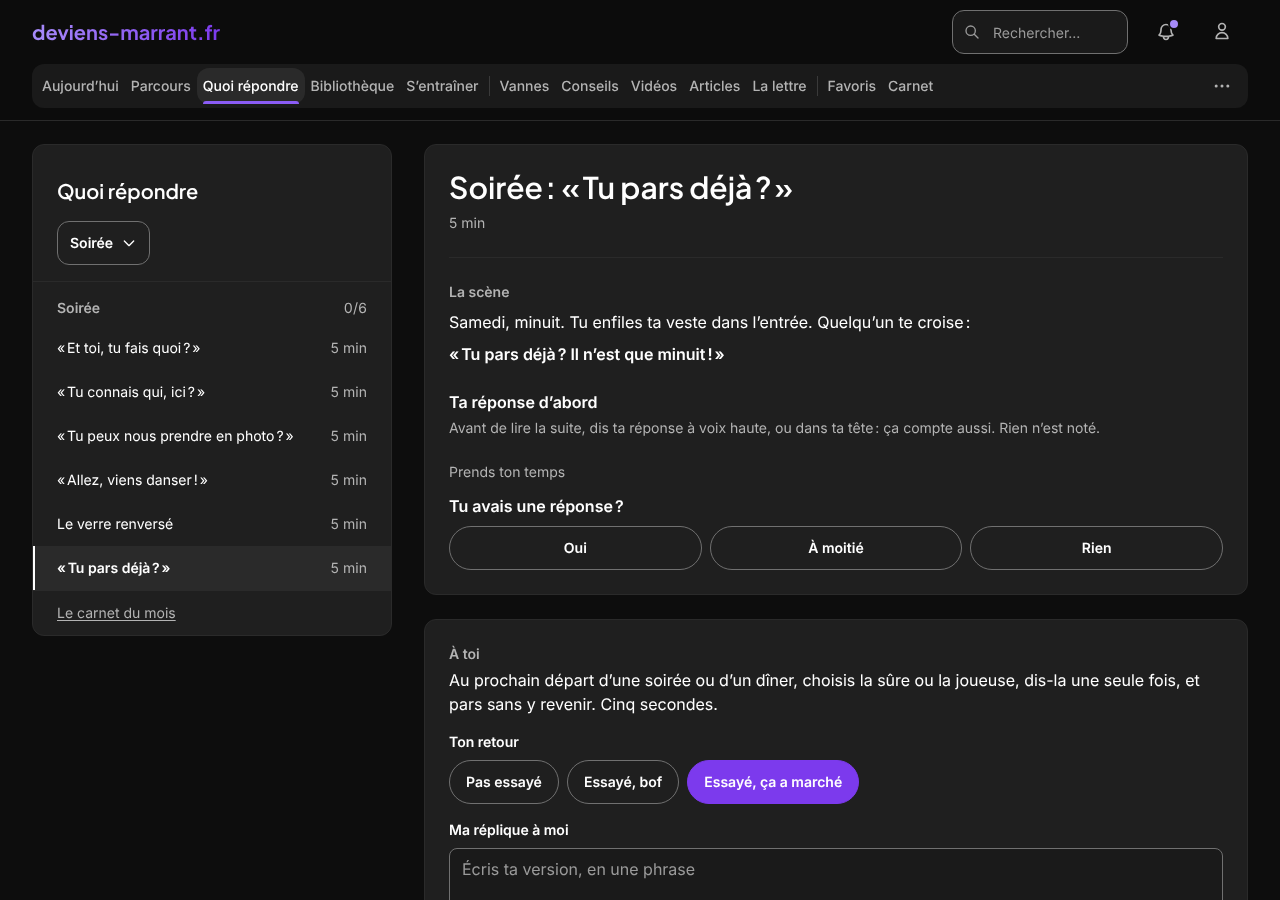 deviens-marrant.fr
Rechercher...
Aujourd’hui Parcours Quoi répondre Bibliothèque S’entraîner Vannes Conseils Vidéos Articles La lettre Favoris Carnet
Quoi répondre
Soirée
Soirée 0/6
« Et toi, tu fais quoi ? » 5 min
« Tu connais qui, ici ? » 5 min
« Tu peux nous prendre en photo ? » 5 min
« Allez, viens danser ! » 5 min
Le verre renversé 5 min
« Tu pars déjà ? » 5 min
Le carnet du mois
Soirée : « Tu pars déjà ? »
5 min
La scène
Samedi, minuit. Tu enfiles ta veste dans l’entrée. Quelqu’un te croise :
« Tu pars déjà ? Il n’est que minuit ! »
Ta réponse d’abord
Avant de lire la suite, dis ta réponse à voix haute, ou dans ta tête : ça compte aussi. Rien n’est noté.
Prends ton temps
Tu avais une réponse ?
Oui À moitié Rien
À toi
Au prochain départ d’une soirée ou d’un dîner, choisis la sûre ou la joueuse, dis-la une seule fois, et
pars sans y revenir. Cinq secondes.
Ton retour
Pas essayé Essayé, bof Essayé, ça a marché
Ma réplique à moi
Écris ta version, en une phrase